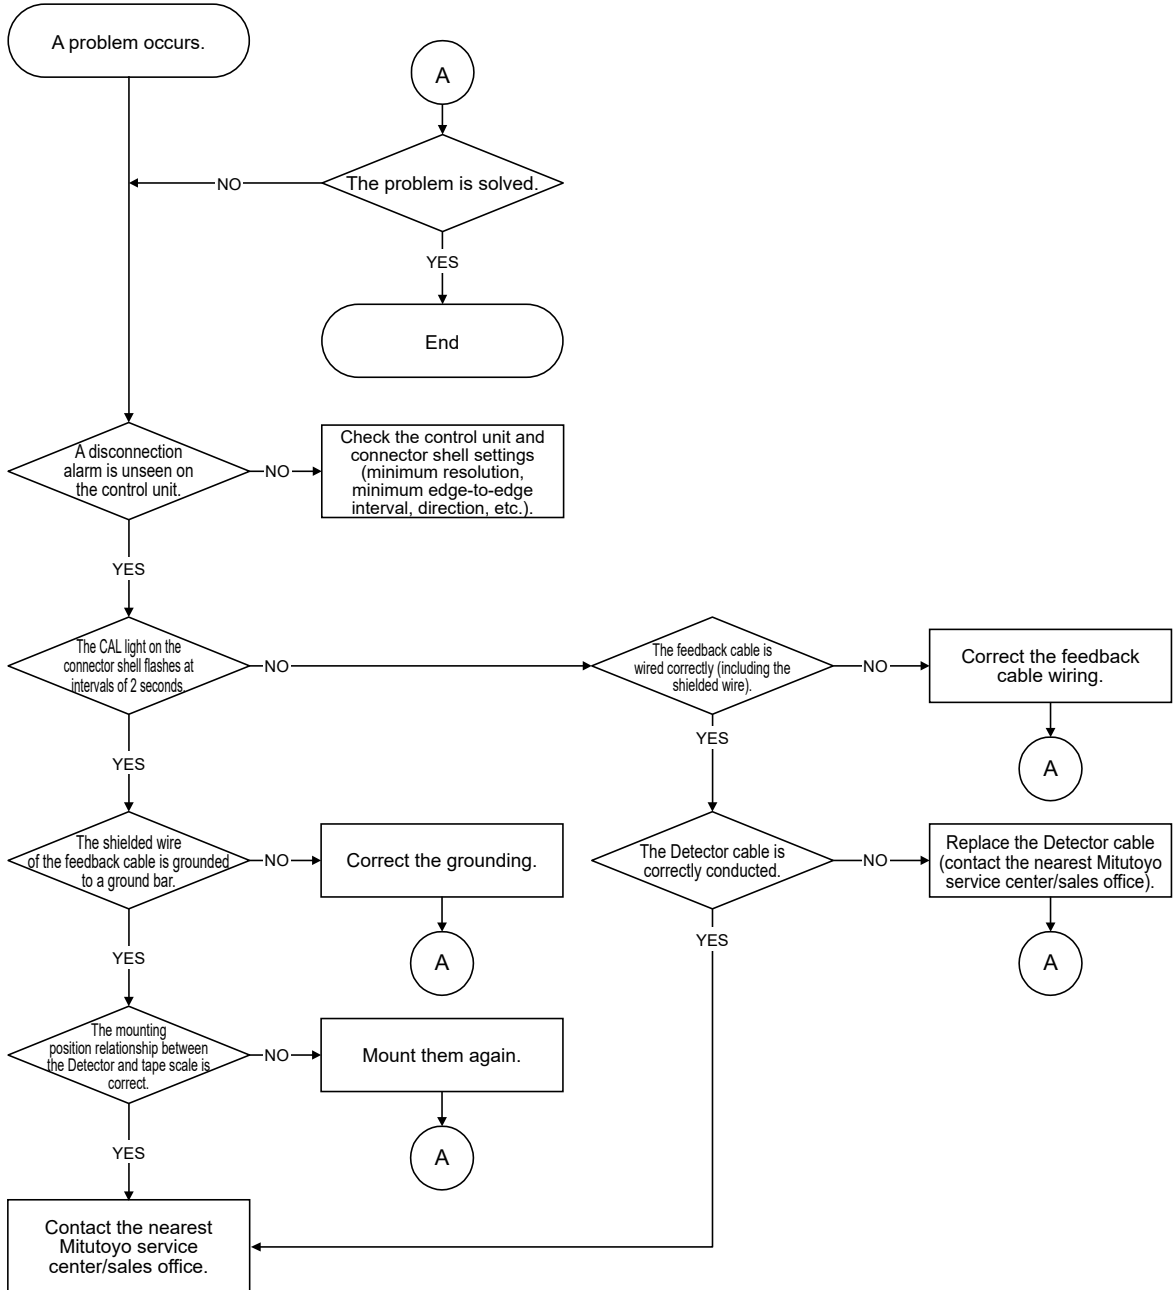 A problem occurs.
A
The problem is solved.
NO
YES
End
A disconnection
alarm is unseen on
the control unit.
NO
Check the control unit and
connector shell settings
(minimum resolution,
minimum edge-to-edge
interval, direction, etc.).
YES
The CAL light on the
connector shell flashes at
intervals of 2 seconds.
NO
The feedback cable is
wired correctly (including the
shielded wire).
NO
Correct the feedback
cable wiring.
YES
YES
A
The shielded wire
of the feedback cable is grounded
to a ground bar.
NO
Correct the grounding.
The Detector cable is
correctly conducted.
NO
Replace the Detector cable
(contact the nearest Mitutoyo
service center/sales office).
YES
A
YES
A
The mounting
position relationship between
the Detector and tape scale is
correct.
NO
Mount them again.
YES
A
Contact the nearest
Mitutoyo service
center/sales office.